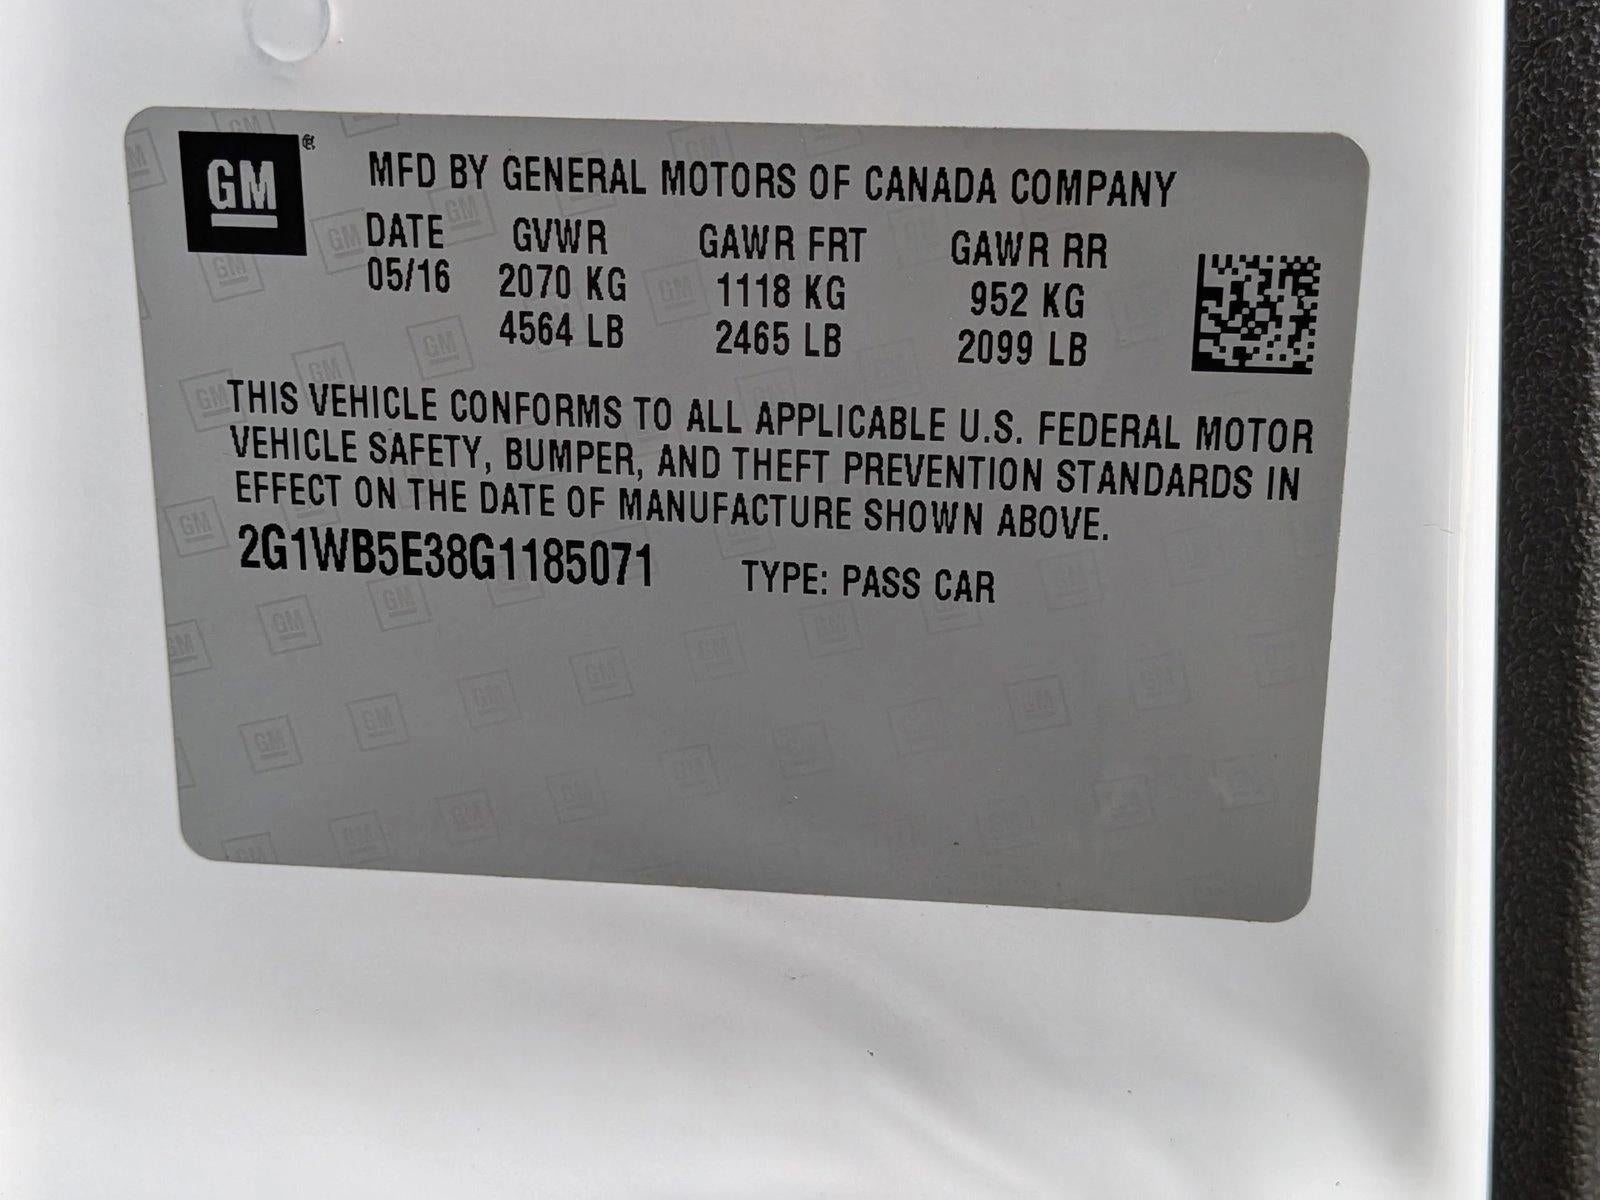 GM®
MFD BY GENERAL MOTORS OF CANADA COMPANY
DATE GVWR GAWR FRT GAWR RR
05/16 2070 KG 1118 KG 952 KG
4564 LB 2465 LB 2099 LB
THIS VEHICLE CONFORMS TO ALL APPLICABLE U.S. FEDERAL MOTOR
VEHICLE SAFETY, BUMPER, AND THEFT PREVENTION STANDARDS IN
EFFECT ON THE DATE OF MANUFACTURE SHOWN ABOVE.
2G1WB5E38G1185071 TYPE: PASS CAR